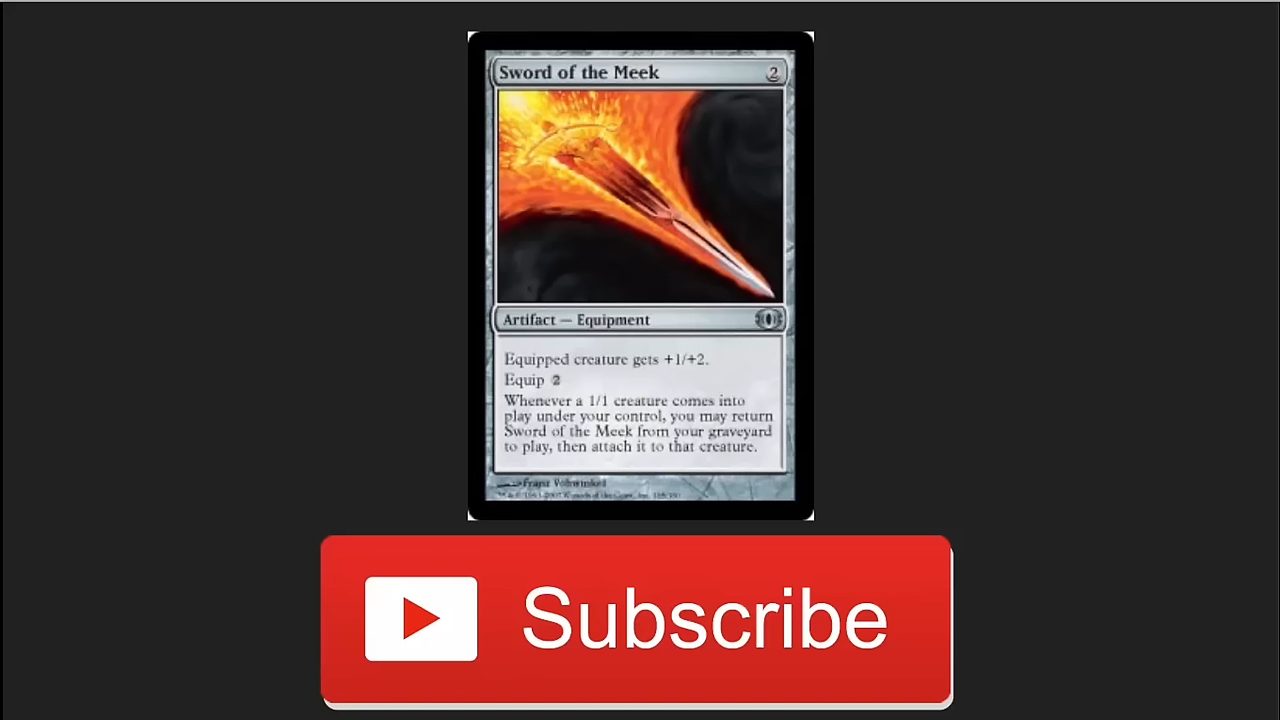 Sword of the Meek 2
Artifact — Equipment
Equipped creature gets +1/+2.
Equip 2
Whenever a 1/1 creature comes into
play under your control, you may return
Sword of the Meek from your graveyard
to play, then attach it to that creature.
Franz Vohwinkel
Subscribe